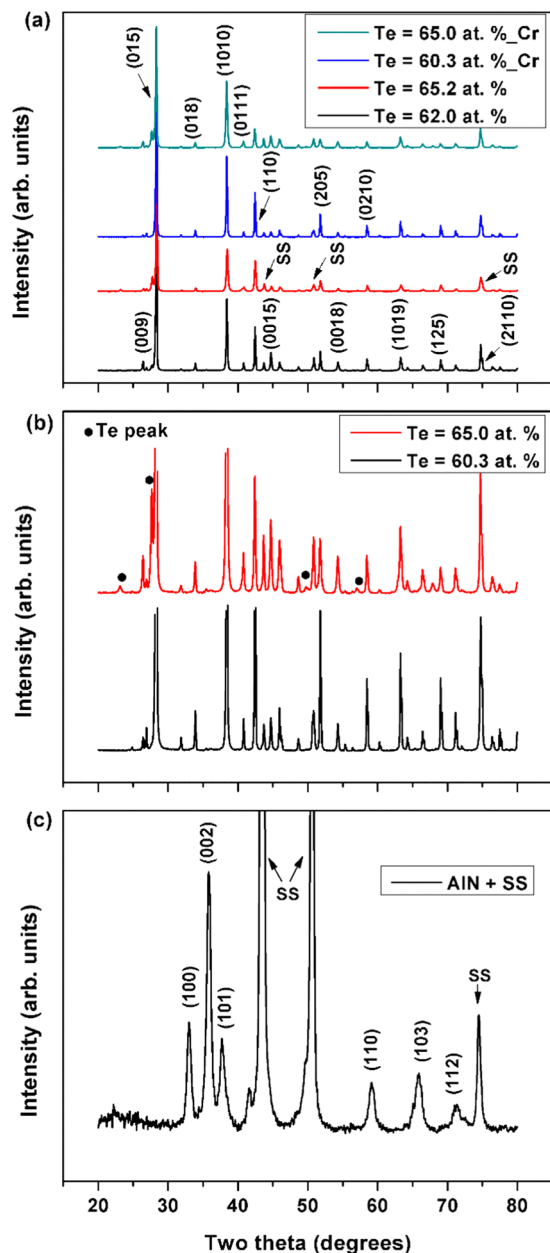 (a)
Te = 65.0 at. %_Cr
Te = 60.3 at. %_Cr
Te = 65.2 at. %
Te = 62.0 at. %
(015)
(018)
(1010)
(0111)
(110)
(205)
(0210)
SS
SS
SS
(009)
(0015)
(0018)
(1019)
(125)
(2110)
Intensity (arb. units)
(b)
Te peak
Te = 65.0 at. %
Te = 60.3 at. %
Intensity (arb. units)
(c)
AlN + SS
(002)
(100)
(101)
SS
(110)
(103)
(112)
SS
Intensity (arb. units)
20 30 40 50 60 70 80
Two theta (degrees)